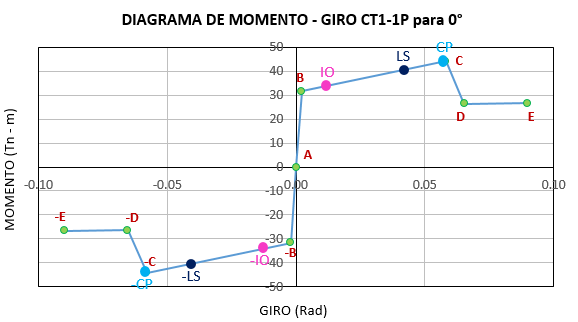 DIAGRAMA DE MOMENTO - GIRO CT1-1P para 0°
MOMENTO (Tn - m)
50
40
30
20
10
0
-10
-20
-30
-40
-50
-0.10
-0.05
0.00
0.05
0.10
CP
C
LS
IO
B
D
E
A
-E
-D
-B
-IO
-C
-LS
-CP
GIRO (Rad)